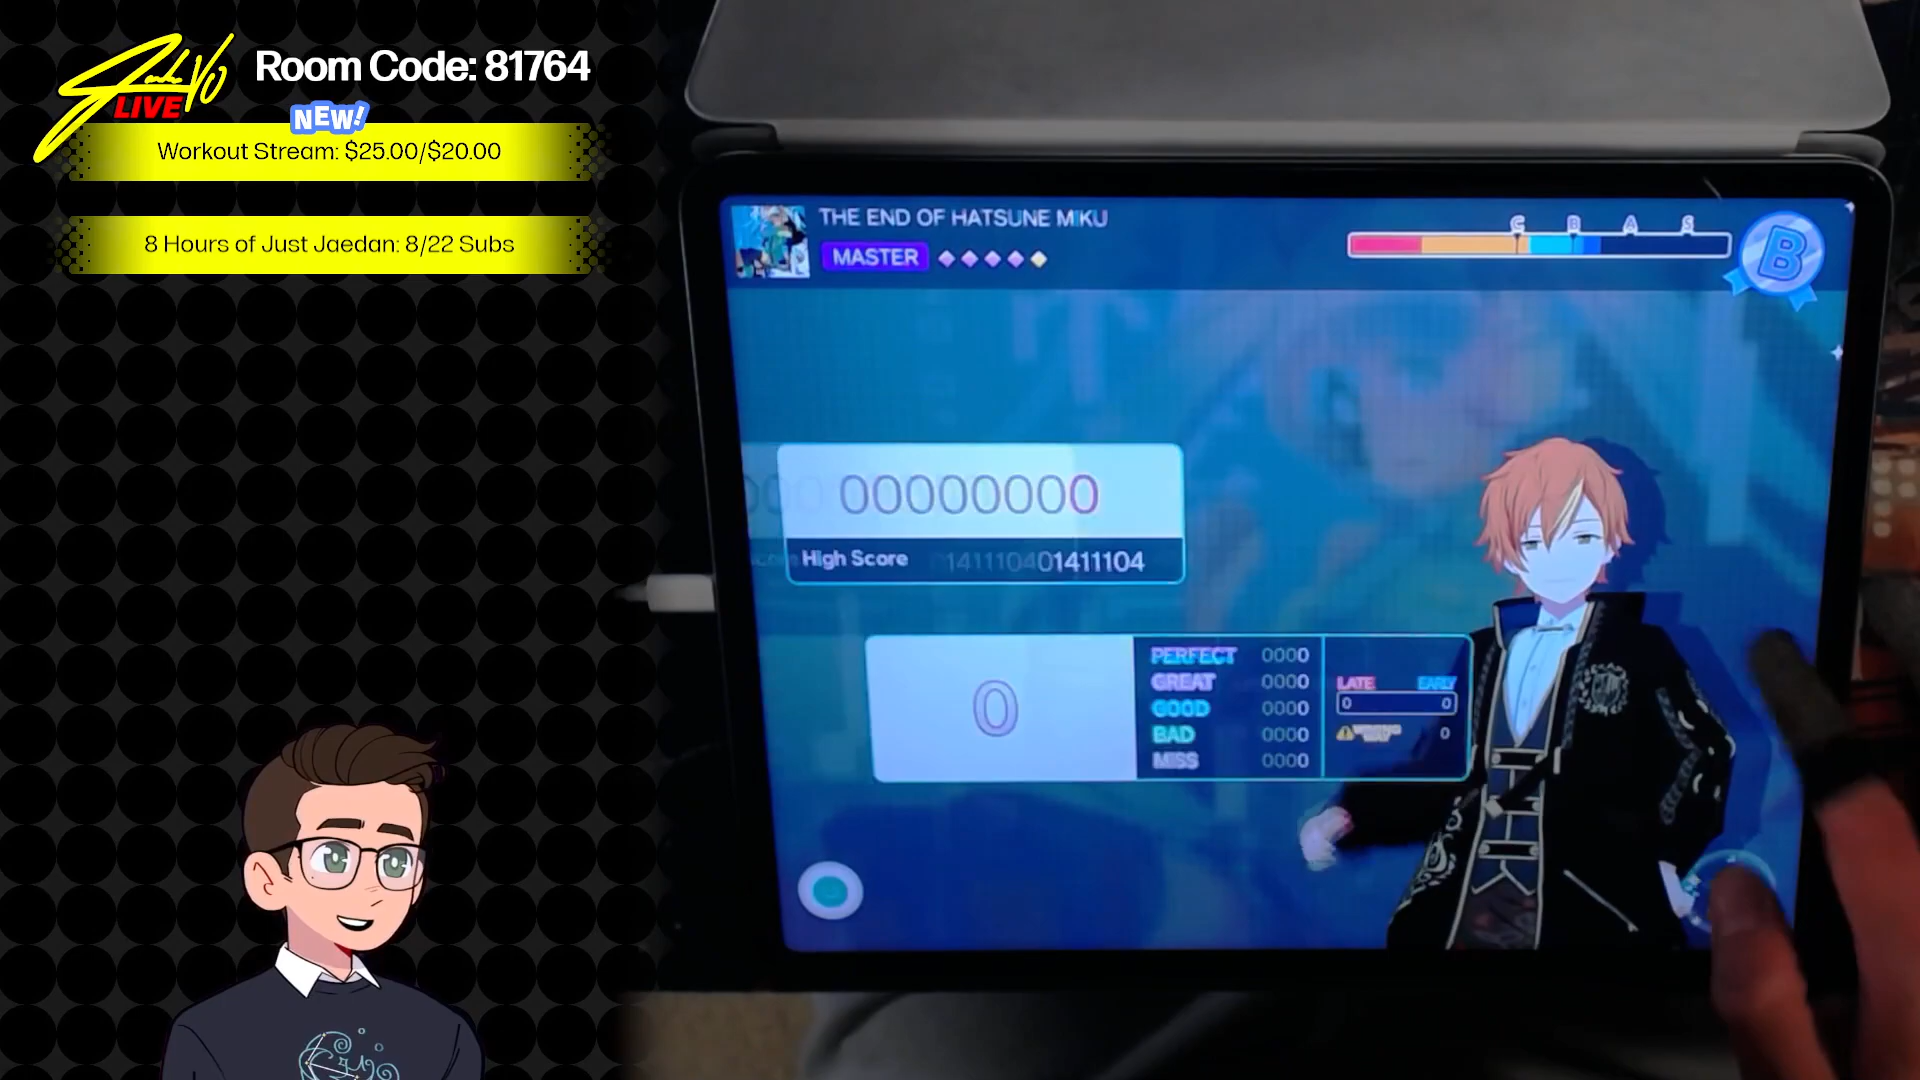 LIVE
Room Code: 81764
NEW!
Workout Stream: $25.00/$20.00
8 Hours of Just Jaedan: 8/22 Subs
THE END OF HATSUNE MIKU
MASTER
C B A S
B
00000000
High Score 01411104
0
PERFECT 0000
GREAT 0000
GOOD 0000
BAD 0000
MISS 0000
LATE EARLY
0 0
0